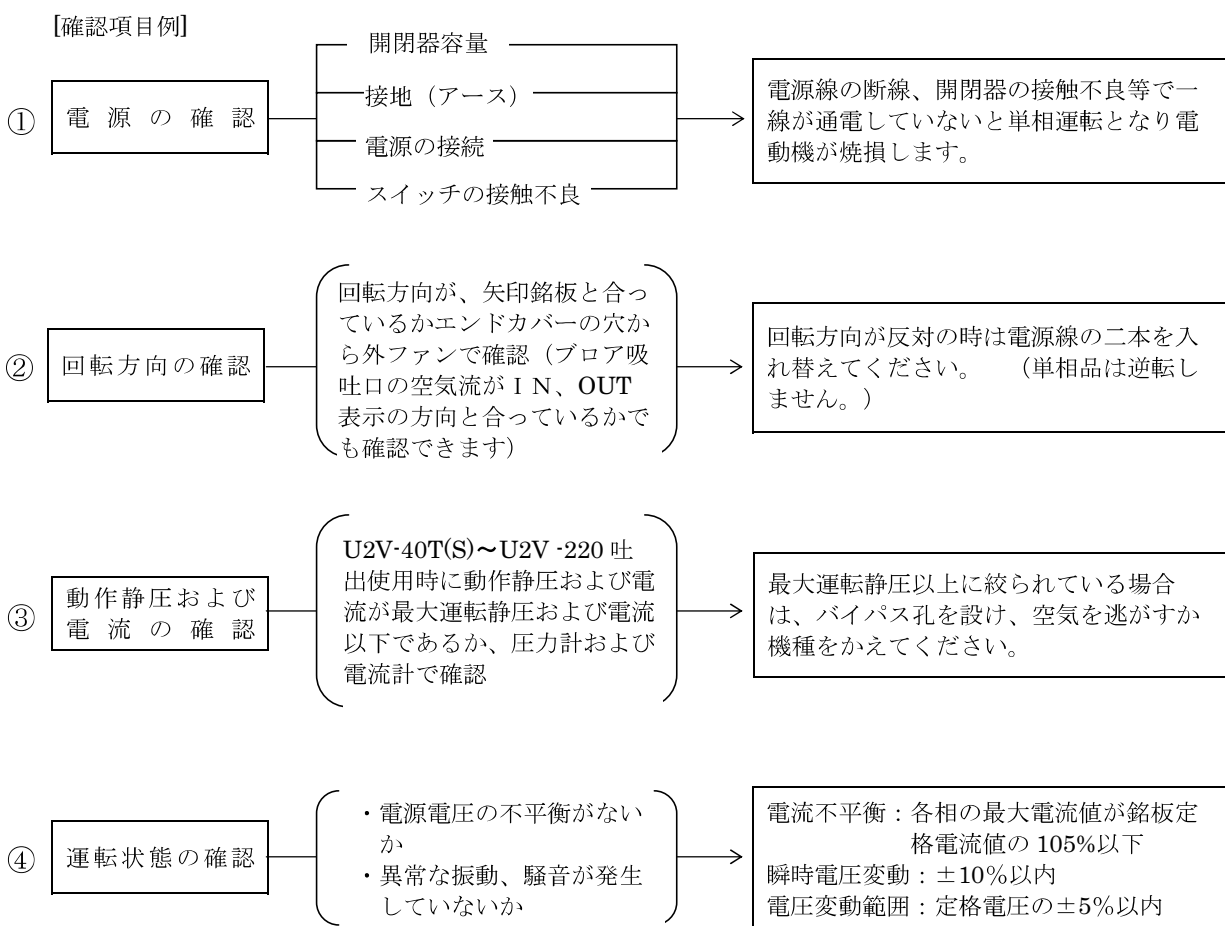 [確認項目例]
① 電源の確認
開閉器容量
接地（アース）
電源の接続
スイッチの接触不良
電源線の断線、開閉器の接触不良等で一
線が通電していないと単相運転となり電
動機が焼損します。
② 回転方向の確認
回転方向が、矢印銘板と合っ
ているかエンドカバーの穴か
ら外ファンで確認（ブロア吸
吐口の空気流がＩＮ、OUT
表示の方向と合っているかで
も確認できます）
回転方向が反対の時は電源線の二本を入
れ替えてください。　（単相品は逆転し
ません。）
③ 動作静圧および
電流の確認
U2V-40T(S)～U2V -220 吐
出使用時に動作静圧および電
流が最大運転静圧および電流
以下であるか、圧力計および
電流計で確認
最大運転静圧以上に絞られている場合
は、バイパス孔を設け、空気を逃がすか
機種をかえてください。
④ 運転状態の確認
・電源電圧の不平衡がない
か
・異常な振動、騒音が発生
していないか
電流不平衡：各相の最大電流値が銘板定
格電流値の 105%以下
瞬時電圧変動：±10%以内
電圧変動範囲：定格電圧の±5%以内